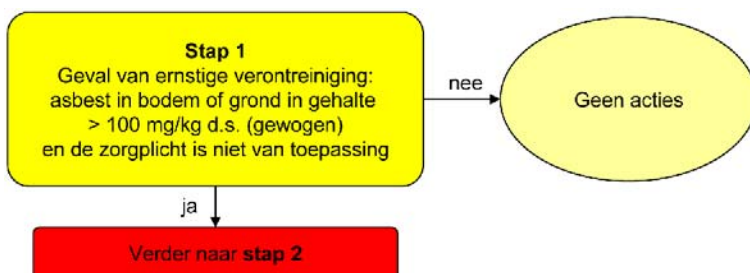 Stap 1
Geval van ernstige verontreiniging:
asbest in bodem of grond in gehalte
> 100 mg/kg d.s. (gewogen)
en de zorgplicht is niet van toepassing
nee
Geen acties
ja
Verder naar stap 2